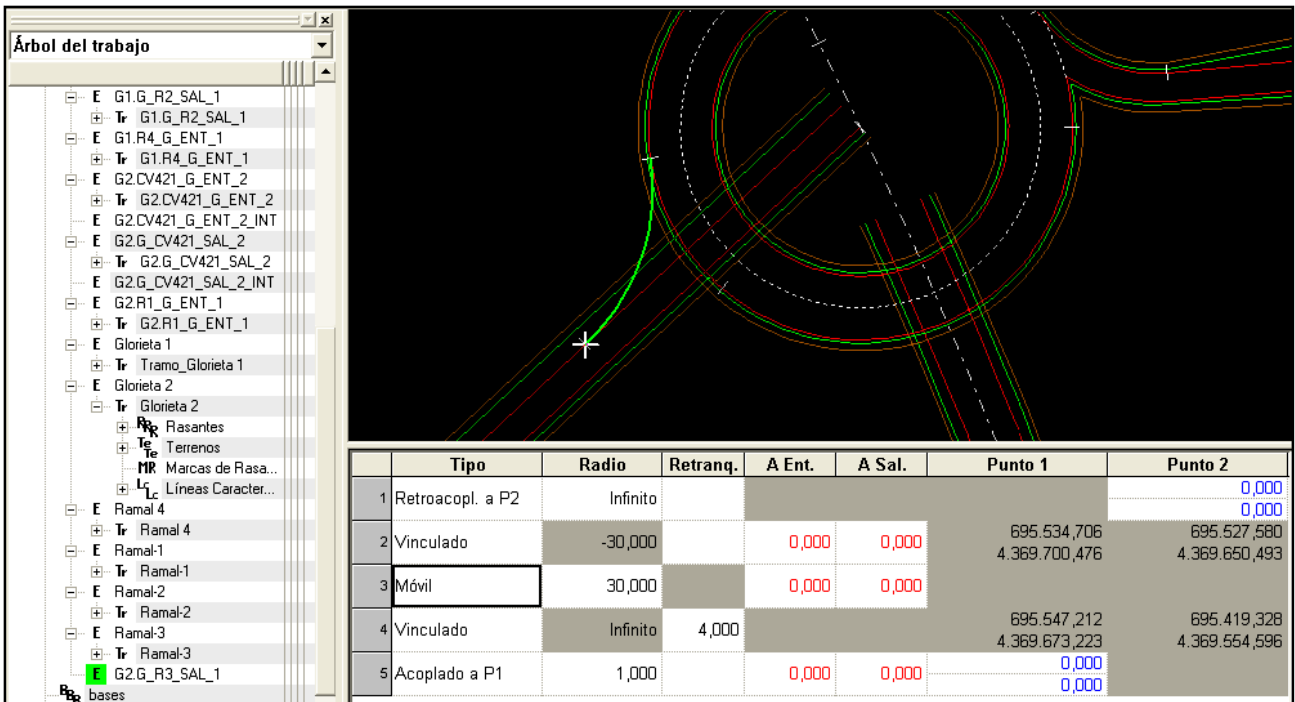 Árbol del trabajo
E G1.G_R2_SAL_1
Tr G1.G_R2_SAL_1
E G1.R4_G_ENT_1
Tr G1.R4_G_ENT_1
E G2.CV421_G_ENT_2
Tr G2.CV421_G_ENT_2
E G2.CV421_G_ENT_2_INT
E G2.G_CV421_SAL_2
Tr G2.G_CV421_SAL_2
E G2.G_CV421_SAL_2_INT
E G2.R1_G_ENT_1
Tr G2.R1_G_ENT_1
E Glorieta 1
Tr Tramo_Glorieta 1
E Glorieta 2
Tr Glorieta 2
RRR Rasantes
TeTe Terrenos
MR Marcas de Rasa...
LcLc Líneas Caracter...
E Ramal 4
Tr Ramal 4
E Ramal-1
Tr Ramal-1
E Ramal-2
Tr Ramal-2
E Ramal-3
Tr Ramal-3
E G2.G_R3_SAL_1
BBR bases
Tipo Radio Retranq. A Ent. A Sal. Punto 1 Punto 2
1 Retroacopl. a P2 Infinito 0,000
0,000
2 Vinculado -30,000 0,000 0,000 695.534,706 695.527,580
4.369.700,476 4.369.650,493
3 Móvil 30,000 0,000 0,000
4 Vinculado Infinito 4,000 695.547,212 695.419,328
4.369.673,223 4.369.554,596
5 Acoplado a P1 1,000 0,000 0,000 0,000
0,000